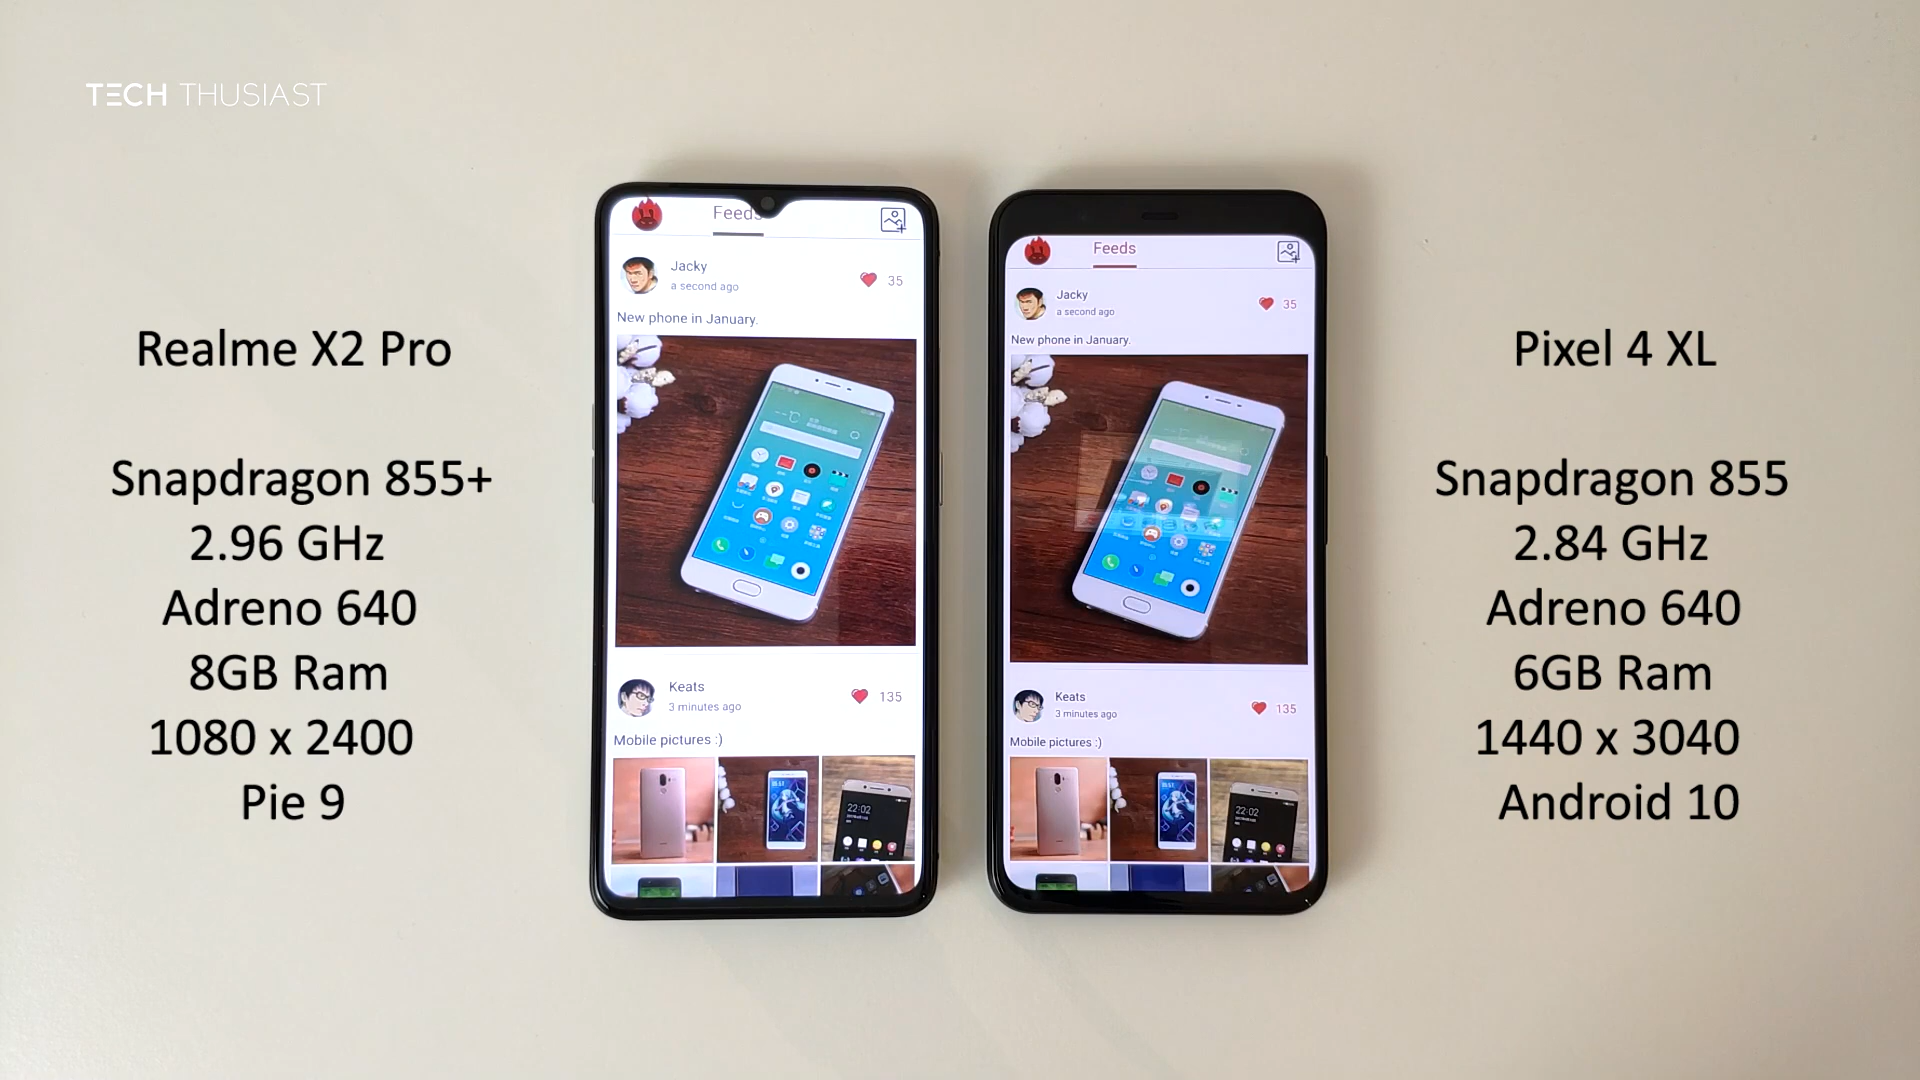 TECH THUSIAST
Realme X2 Pro
Snapdragon 855+
2.96 GHz
Adreno 640
8GB Ram
1080 x 2400
Pie 9
Feeds
Jacky
a second ago
35
New phone in January.
Keats
3 minutes ago
135
Mobile pictures :)
22:02
Feeds
Jacky
a second ago
35
New phone in January.
Keats
3 minutes ago
135
Mobile pictures :)
22:02
Pixel 4 XL
Snapdragon 855
2.84 GHz
Adreno 640
6GB Ram
1440 x 3040
Android 10